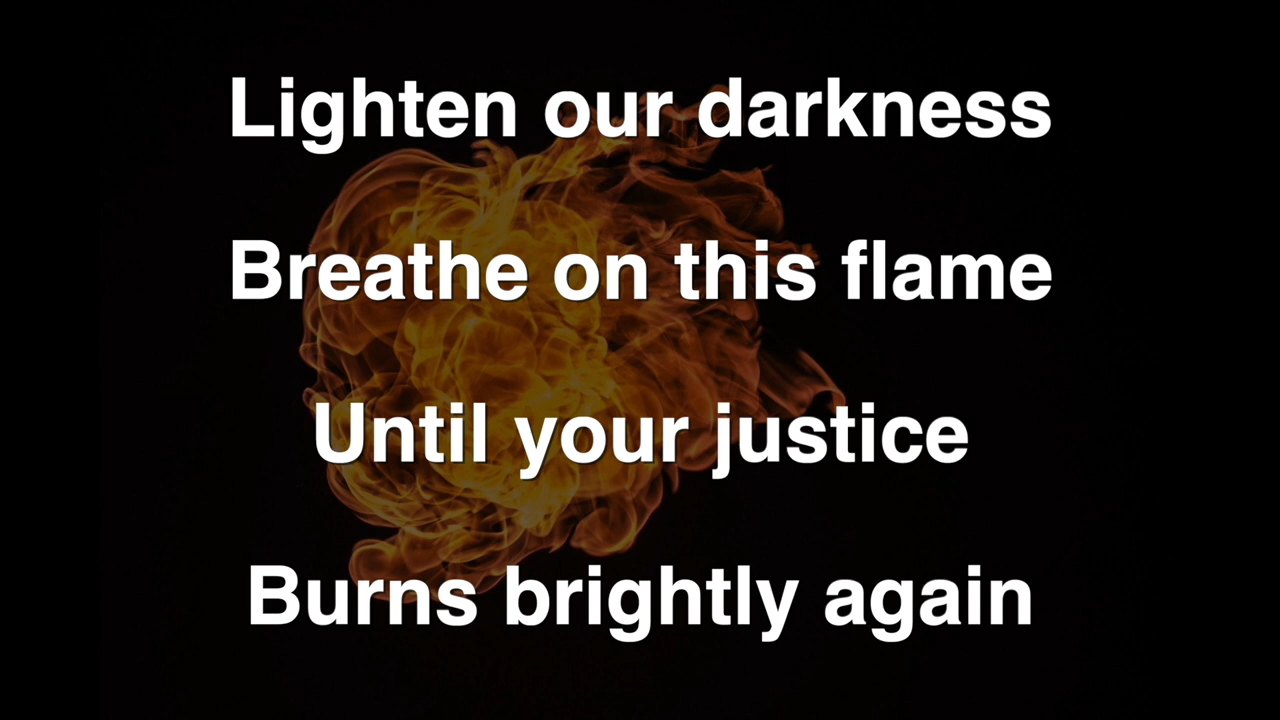 Lighten our darkness
Breathe on this flame
Until your justice
Burns brightly again